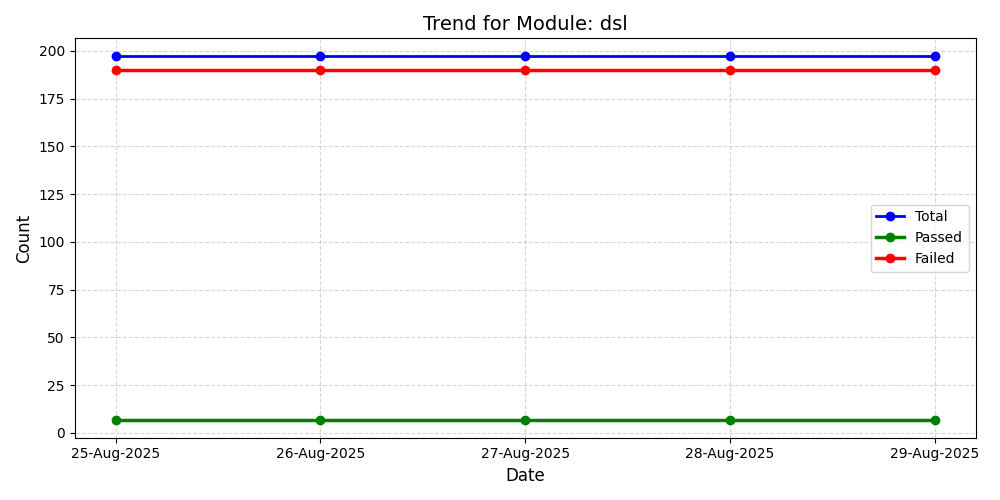 Trend for Module: dsl
200
175
150
125
100
75
50
25
0
Count
Total
Passed
Failed
25-Aug-2025
26-Aug-2025
27-Aug-2025
28-Aug-2025
29-Aug-2025
Date